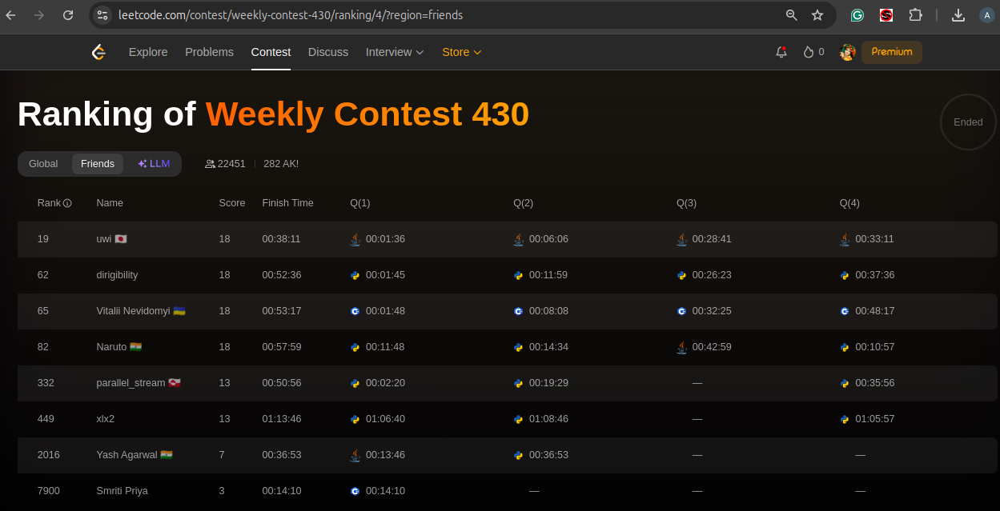 leetcode.com/contest/weekly-contest-430/ranking/4/?region=friends
A
Explore Problems Contest Discuss Interview Store 0 Premium
Ranking of Weekly Contest 430
Ended
Global Friends LLM 22451 282 AK!
Rank Name Score Finish Time Q(1) Q(2) Q(3) Q(4)
19 uwi 18 00:38:11 00:01:36 00:06:06 00:28:41 00:33:11
62 dirigibility 18 00:52:36 00:01:45 00:11:59 00:26:23 00:37:36
65 Vitalii Nevidomyi 18 00:53:17 00:01:48 00:08:08 00:32:25 00:48:17
82 Naruto 18 00:57:59 00:11:48 00:14:34 00:42:59 00:10:57
332 parallel_stream 13 00:50:56 00:02:20 00:19:29 — 00:35:56
449 xlx2 13 01:13:46 01:06:40 01:08:46 — 01:05:57
2016 Yash Agarwal 7 00:36:53 00:13:46 00:36:53 — —
7900 Smriti Priya 3 00:14:10 00:14:10 — — —